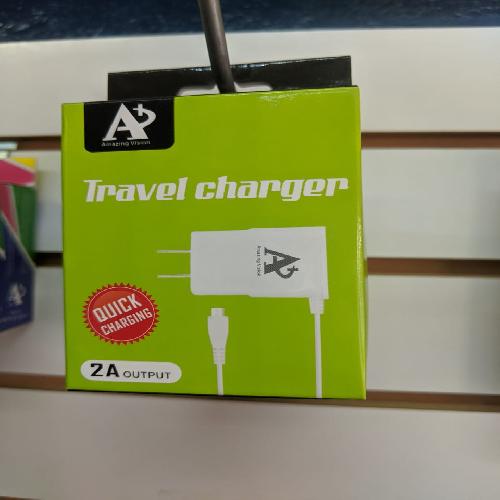 A+
Amazing Vision
Travel charger
A+
QUICK
CHARGING
2A OUTPUT